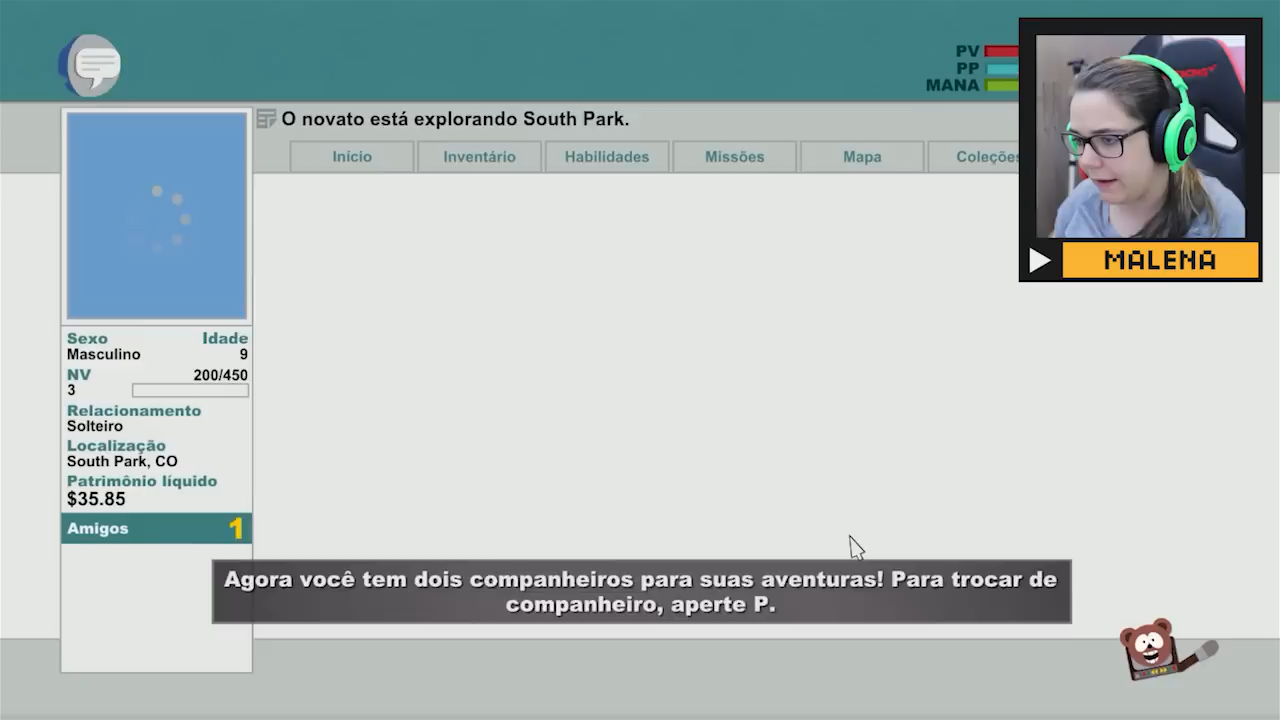 PV
PP
MANA
O novato está explorando South Park.
Início
Inventário
Habilidades
Missões
Mapa
Coleções
MALENA
Sexo Idade
Masculino 9
NV 200/450
3
Relacionamento
Solteiro
Localização
South Park, CO
Patrimônio líquido
$35.85
Amigos 1
Agora você tem dois companheiros para suas aventuras! Para trocar de
companheiro, aperte P.